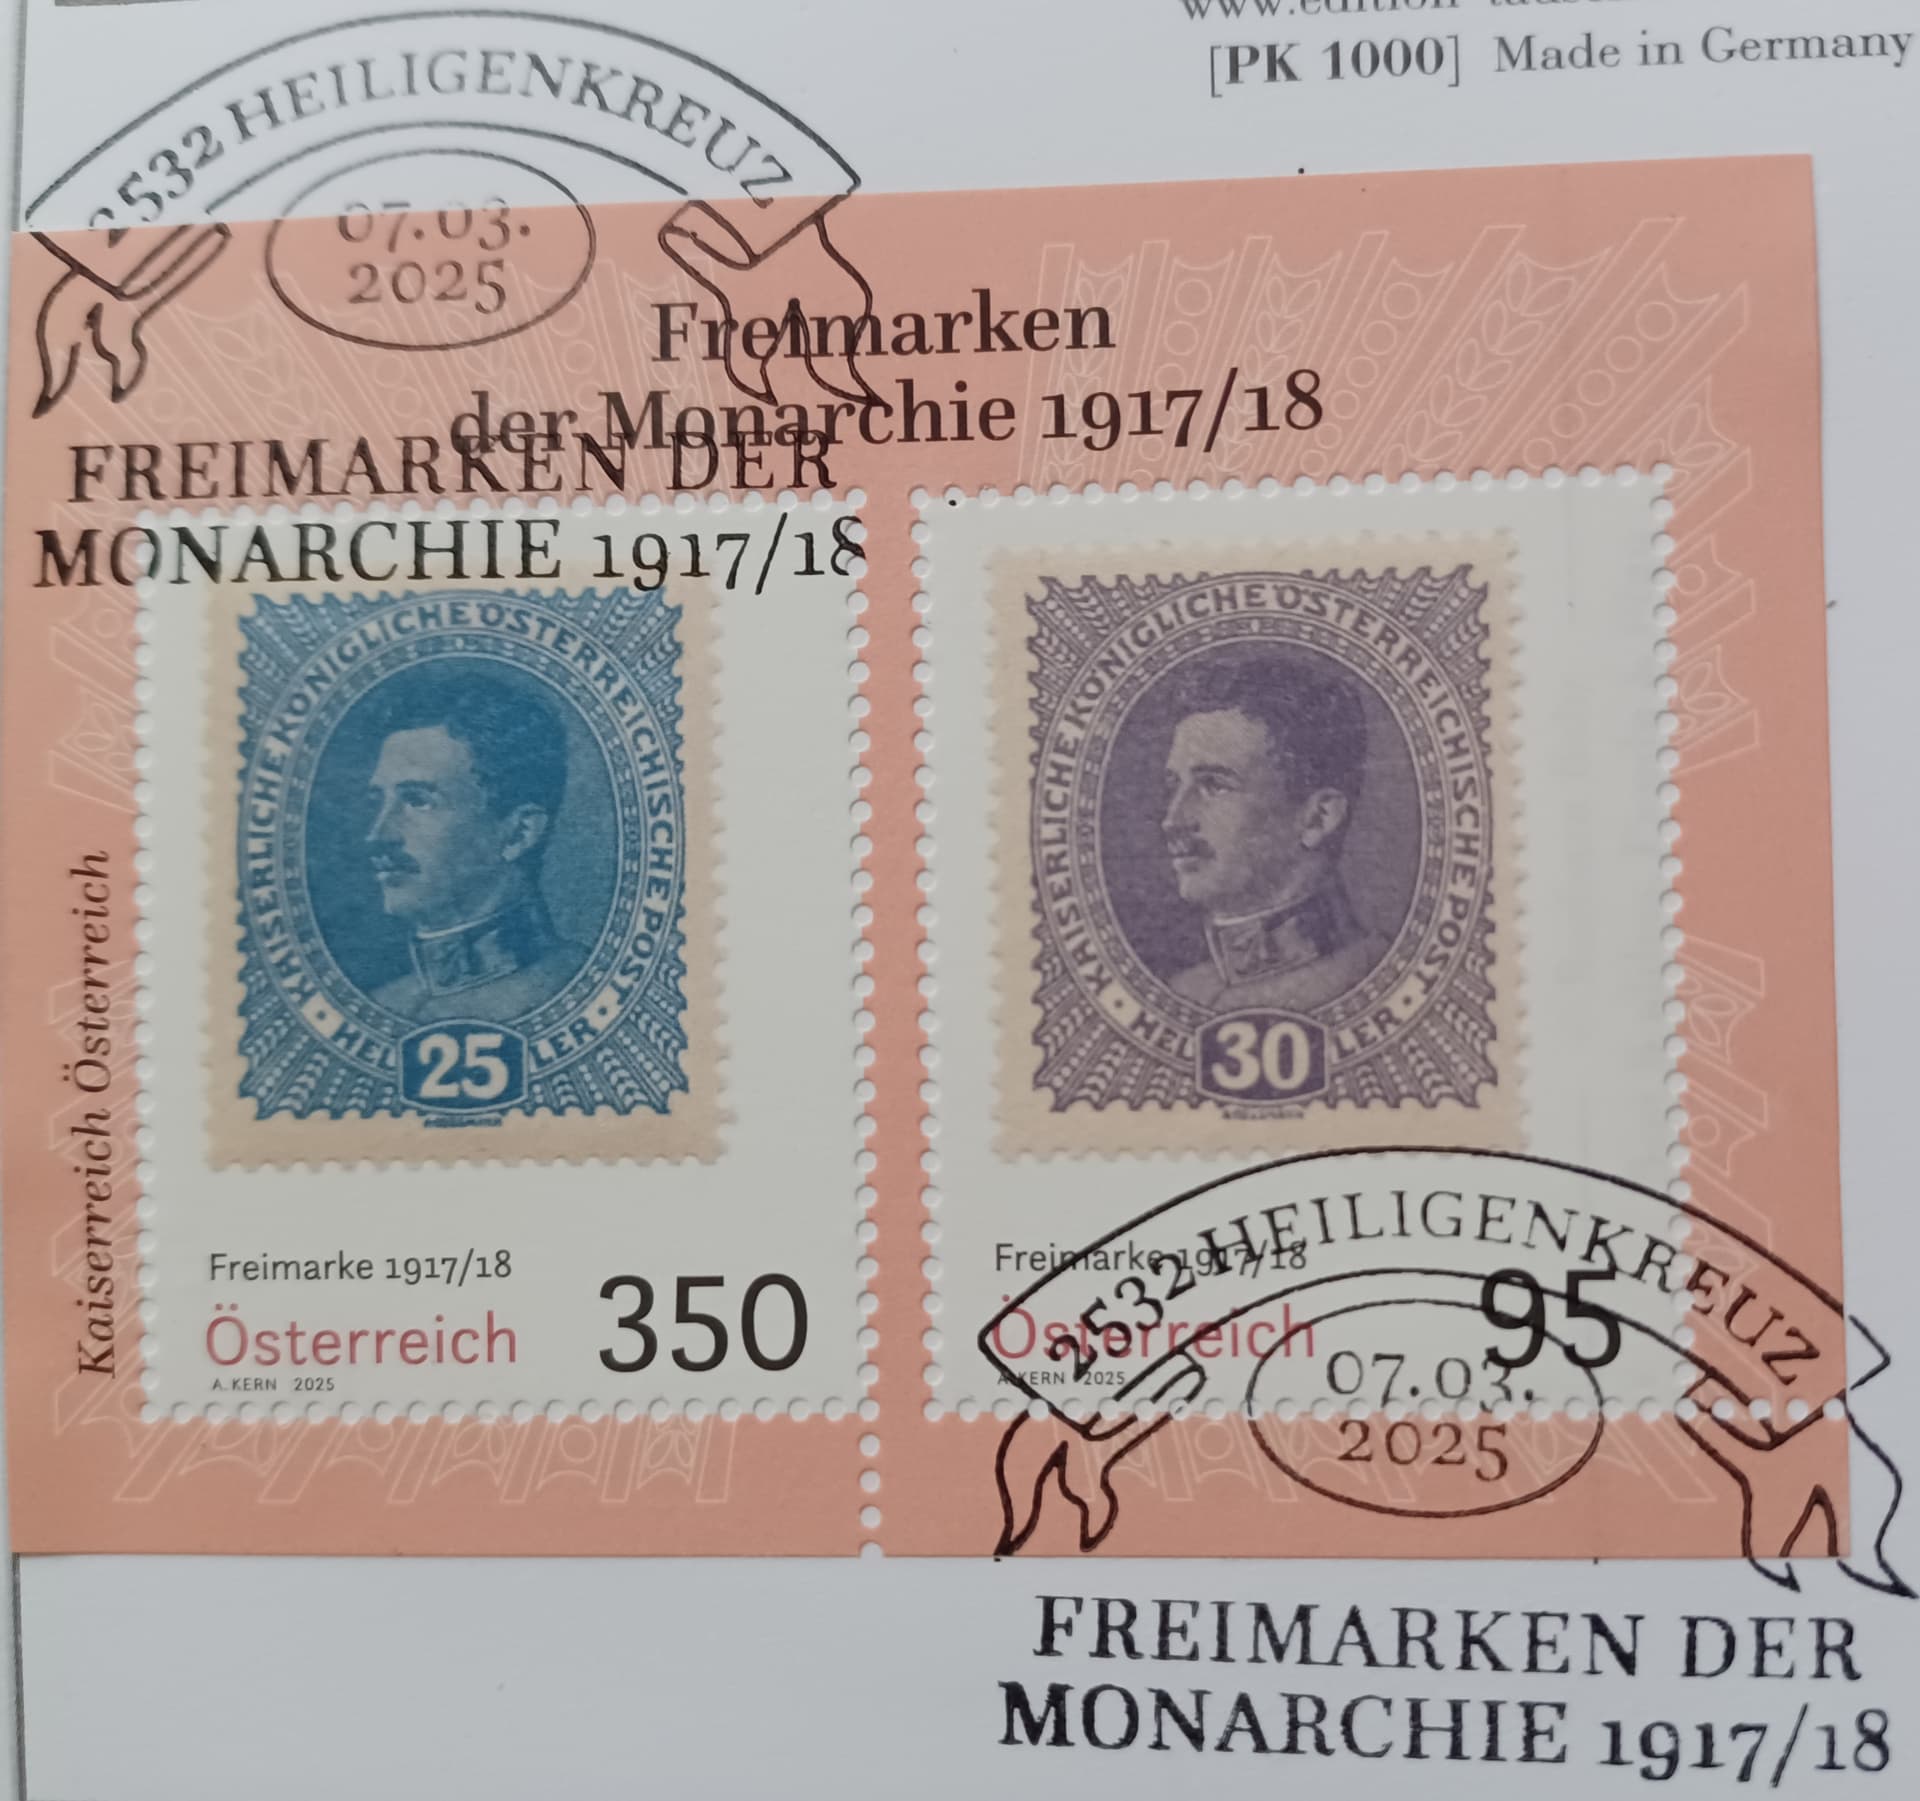 [PK 1000] Made in Germany
2532 HEILIGENKREUZ
07.03.
2025
Freimarken
der Monarchie 1917/18
FREIMARKEN DER
MONARCHIE 1917/18
Kaiserreich Österreich
KAISERLICHE KÖNIGLICHE ÖSTERREICHISCHE POST
HELLER
25
Freimarke 1917/18
Österreich
350
A. KERN 2025
KAISERLICHE KÖNIGLICHE ÖSTERREICHISCHE POST
HELLER
30
Freimarke 1917/18
Österreich
95
A. KERN 2025
2532 HEILIGENKREUZ
07.03.
2025
FREIMARKEN DER
MONARCHIE 1917/18